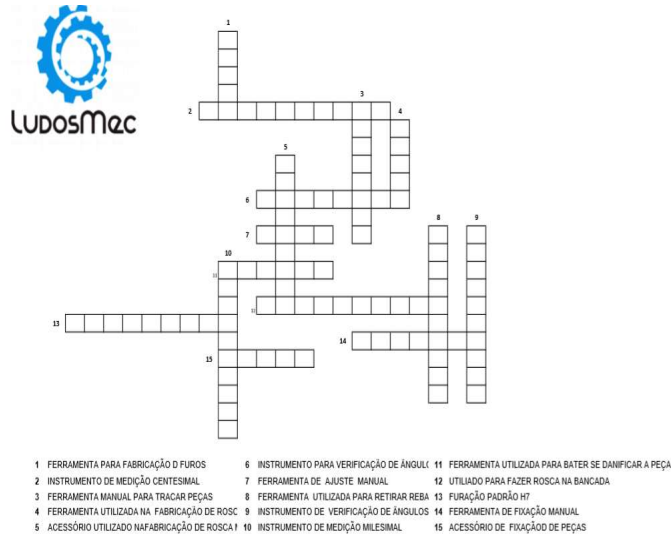 1
3
2
4
LUDOSMEC
5
6
8
9
7
10
11
12
13
14
15
1 FERRAMENTA PARA FABRICAÇÃO D FUROS
2 INSTRUMENTO DE MEDIÇÃO CENTESIMAL
3 FERRAMENTA MANUAL PARA TRACAR PEÇAS
4 FERRAMENTA UTILIZADA NA FABRICAÇÃO DE ROSC
5 ACESSÓRIO UTILIZADO NAFABRICAÇÃO DE ROSCA
6 INSTRUMENTO PARA VERIFICAÇÃO DE ÂNGUL
7 FERRAMENTA DE AJUSTE MANUAL
8 FERRAMENTA UTILIZADA PARA RETIRAR REBA
9 INSTRUMENTO DE VERIFICAÇÃO DE ÂNGULOS
10 INSTRUMENTO DE MEDIÇÃO MILESIMAL
11 FERRAMENTA UTILIZADA PARA BATER SE DANIFICAR A PEÇA
12 UTILIADO PARA FAZER ROSCA NA BANCADA
13 FURAÇÃO PADRÃO H7
14 FERRAMENTA DE FIXAÇÃO MANUAL
15 ACESSÓRIO DE FIXAÇÃOD DE PEÇAS